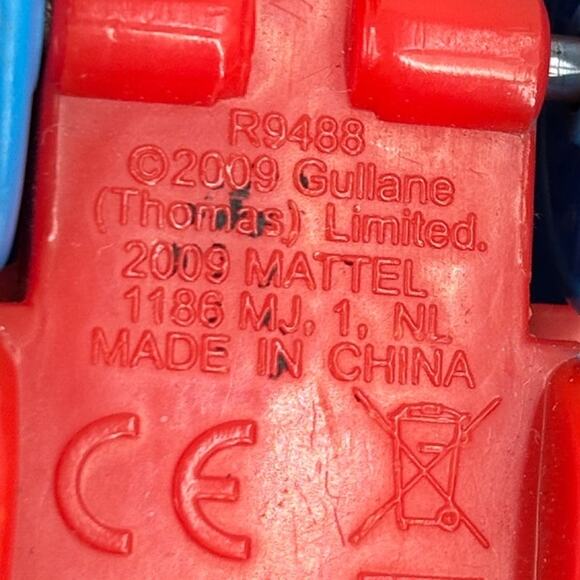 R9488
©2009 Gullane
(Thomas) Limited.
2009 MATTEL
1186 MJ, 1, NL
MADE IN CHINA
CE